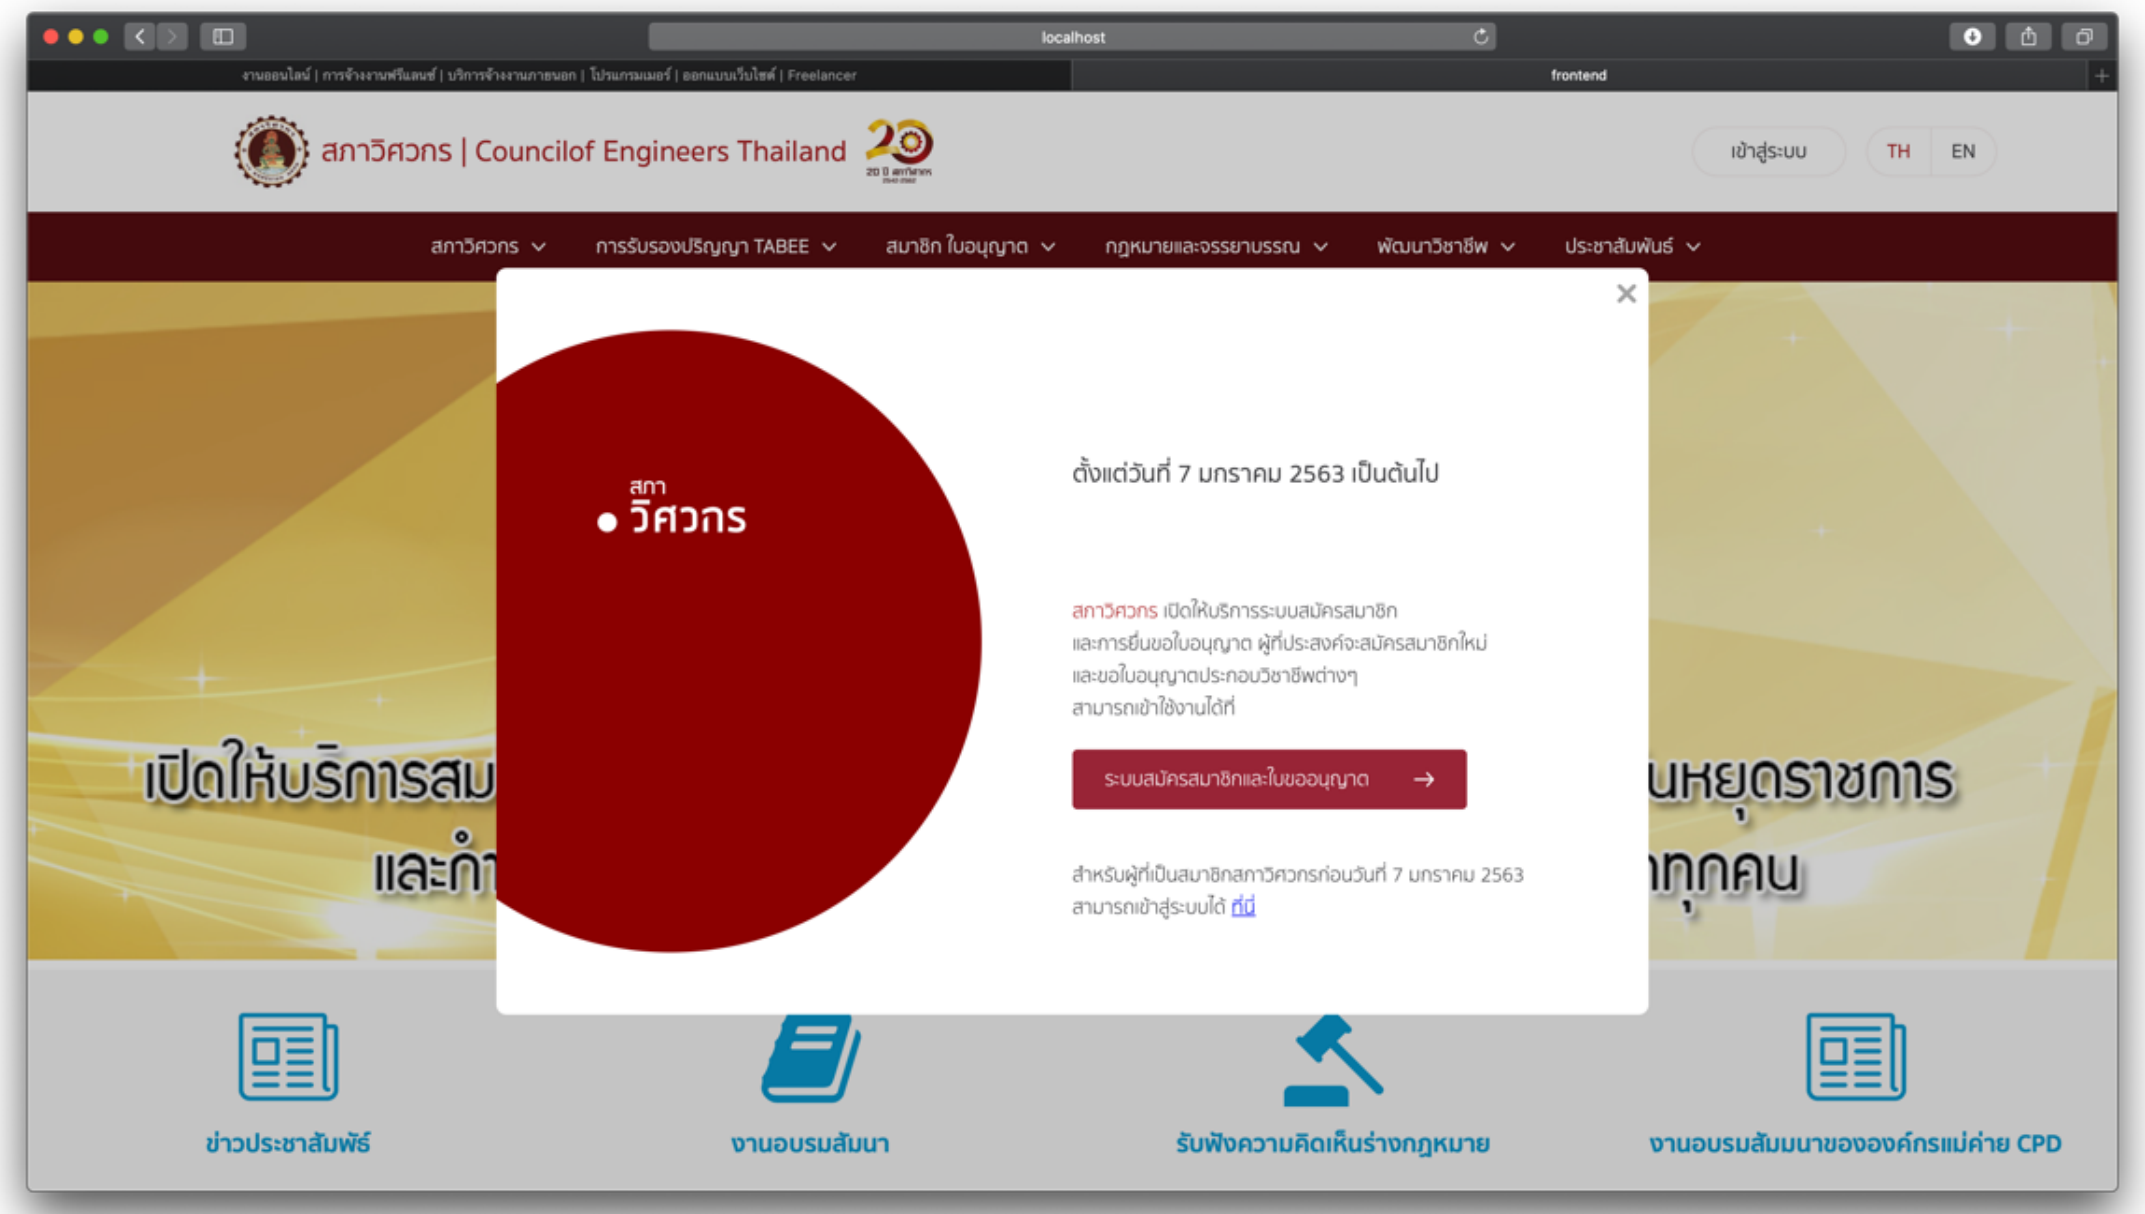 localhost
งานออนไลน์ | การจ้างงานฟรีแลนซ์ | บริการจ้างงานภายนอก | โปรแกรมเมอร์ | ออกแบบเว็บไซต์ | Freelancer
frontend
สภาวิศวกร | Councilof Engineers Thailand
20
20 ปี สภาวิศวกร
เข้าสู่ระบบ
TH
EN
สภาวิศวกร
การรับรองปริญญา TABEE
สมาชิก ใบอนุญาต
กฎหมายและจรรยาบรรณ
พัฒนาวิชาชีพ
ประชาสัมพันธ์
สภา
วิศวกร
ตั้งแต่วันที่ 7 มกราคม 2563 เป็นต้นไป
สภาวิศวกร เปิดให้บริการระบบสมัครสมาชิก
และการยื่นขอใบอนุญาต ผู้ที่ประสงค์จะสมัครสมาชิกใหม่
และขอใบอนุญาตประกอบวิชาชีพต่างๆ
สามารถเข้าใช้งานได้ที่
ระบบสมัครสมาชิกและใบขออนุญาต
สำหรับผู้ที่เป็นสมาชิกสภาวิศวกรก่อนวันที่ 7 มกราคม 2563
สามารถเข้าสู่ระบบได้ ที่นี่
เปิดให้บริการสม
นหยุดราชการ
และกำ
ทุกคน
ข่าวประชาสัมพัธ์
งานอบรมสัมนา
รับฟังความคิดเห็นร่างกฎหมาย
งานอบรมสัมมนาขององค์กรแม่ค่าย CPD